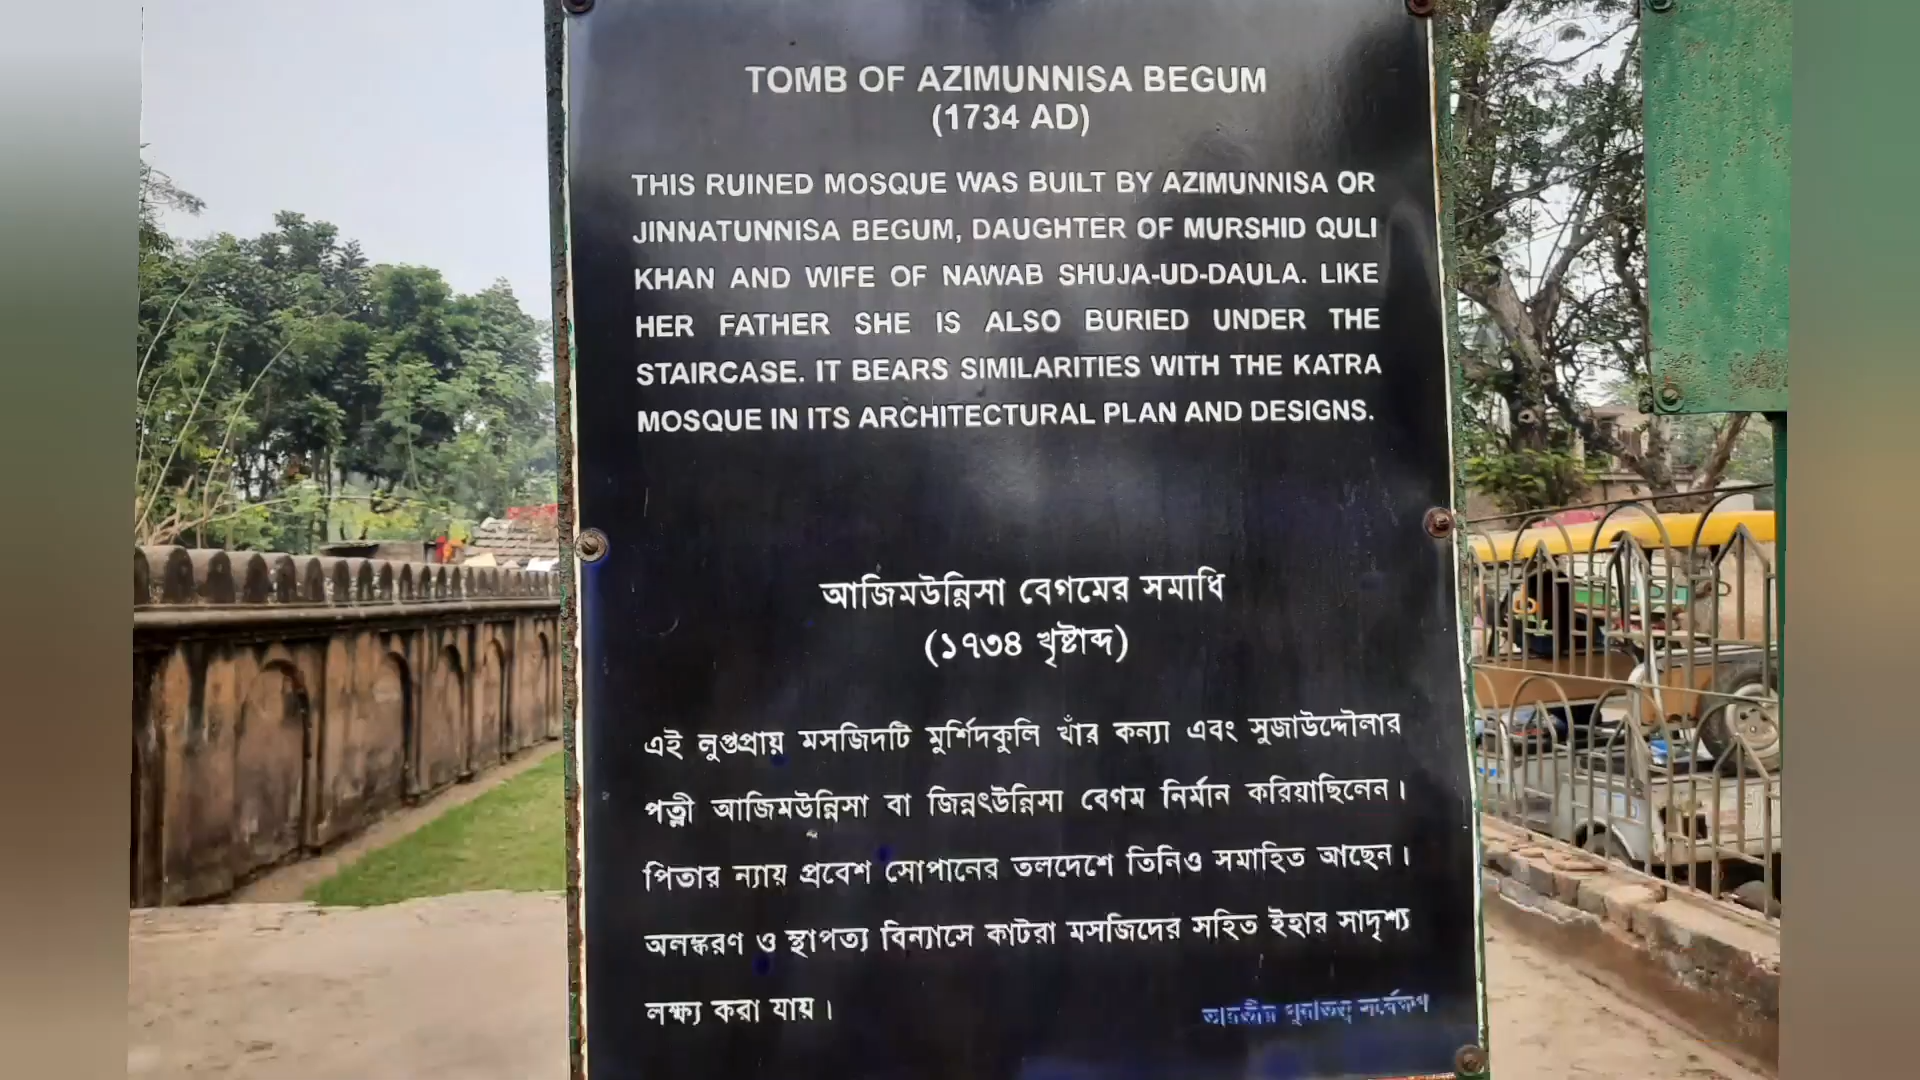 TOMB OF AZIMUNNISA BEGUM
(1734 AD)
THIS RUINED MOSQUE WAS BUILT BY AZIMUNNISA OR
JINNATUNNISA BEGUM, DAUGHTER OF MURSHID QULI
KHAN AND WIFE OF NAWAB SHUJA-UD-DAULA. LIKE
HER FATHER SHE IS ALSO BURIED UNDER THE
STAIRCASE. IT BEARS SIMILARITIES WITH THE KATRA
MOSQUE IN ITS ARCHITECTURAL PLAN AND DESIGNS.
আজিমউন্নিসা বেগমের সমাধি
(১৭৩৪ খৃষ্টাব্দ)
এই লুপ্তপ্রায় মসজিদটি মুর্শিদকুলি খাঁর কন্যা এবং সুজাউদ্দৌলার
পত্নী আজিমউন্নিসা বা জিন্নৎউন্নিসা বেগম নির্মান করিয়াছিনেন।
পিতার ন্যায় প্রবেশ সোপানের তলদেশে তিনিও সমাহিত আছেন।
অলঙ্করণ ও স্থাপত্য বিন্যাসে কাটরা মসজিদের সহিত ইহার সাদৃশ্য
লক্ষ্য করা যায়।
ভারতীয় পুরাতত্ত্ব সর্বেক্ষণ